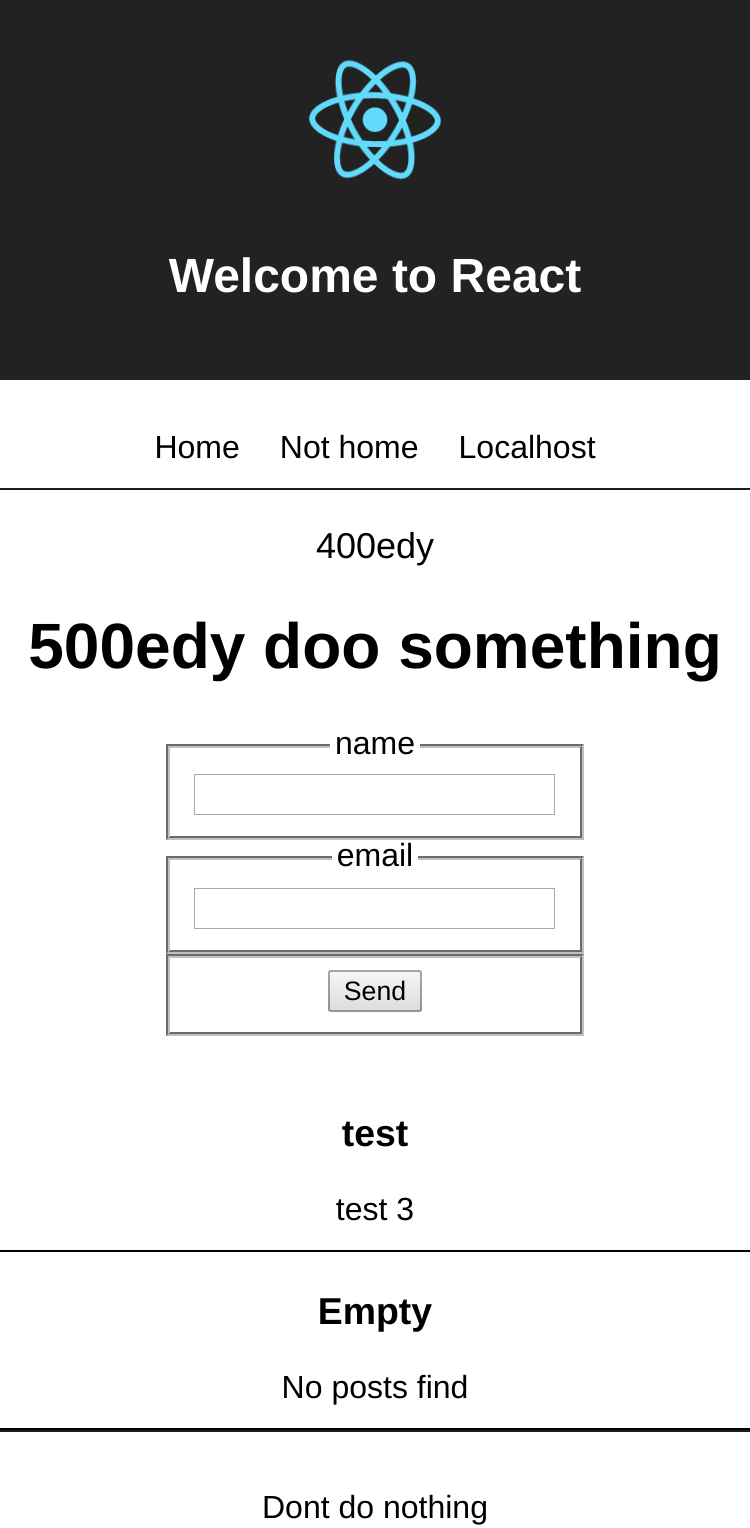 Welcome to React
Home Not home Localhost
400edy
500edy doo something
name
email
Send
test
test 3
Empty
No posts find
Dont do nothing